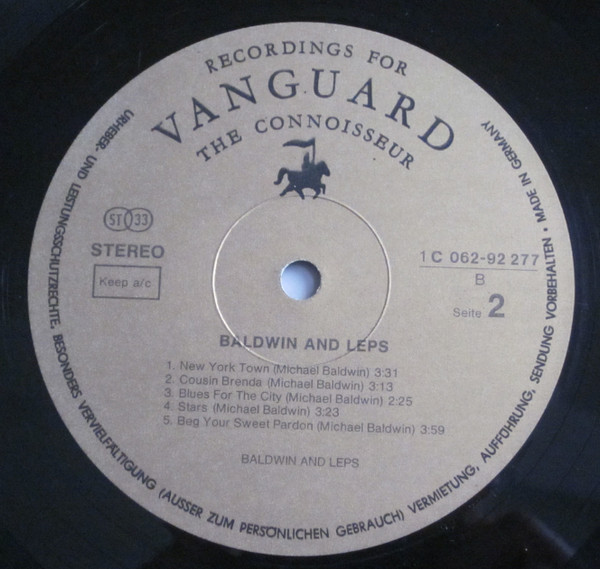 RECORDINGS FOR
VANGUARD
THE CONNOISSEUR
ST 33
STEREO
Keep a/c
1 C 062-92 277
B
Seite 2
BALDWIN AND LEPS
1. New York Town (Michael Baldwin) 3:31
2. Cousin Brenda (Michael Baldwin) 3:13
3. Blues For The City (Michael Baldwin) 2:25
4. Stars (Michael Baldwin) 3:23
5. Beg Your Sweet Pardon (Michael Baldwin) 3:59
BALDWIN AND LEPS
URHEBER- UND LEISTUNGSSCHUTZRECHTE, BESONDERS VERVIELFÄLTIGUNG (AUSSER ZUM PERSÖNLICHEN GEBRAUCH) VERMIETUNG, AUFFÜHRUNG, SENDUNG VORBEHALTEN • MADE IN GERMANY